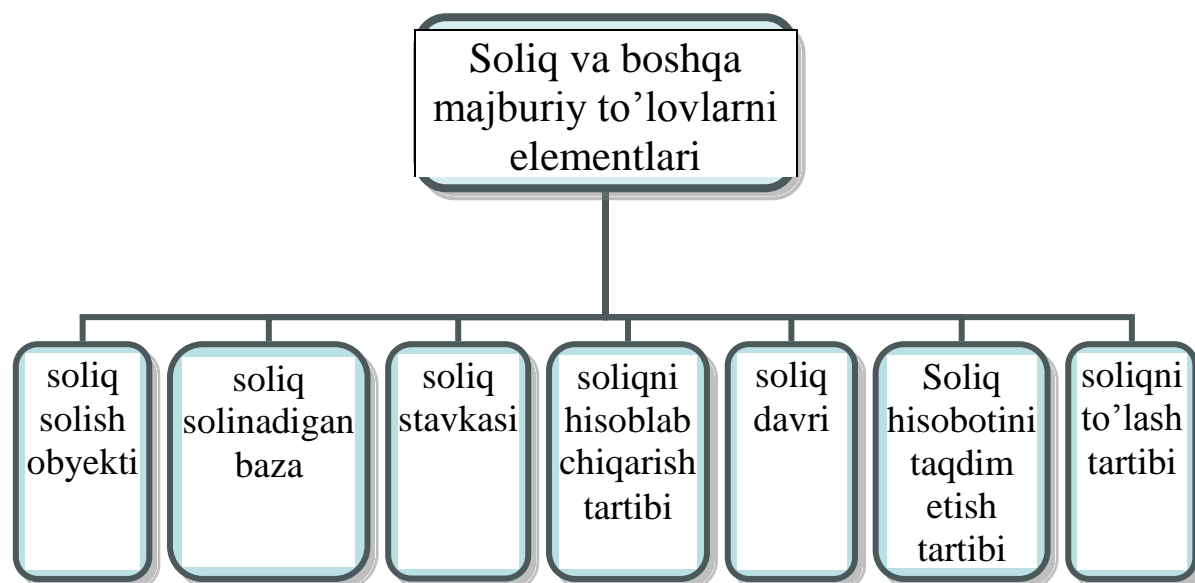 Soliq va boshqa
majburiy to’lovlarni
elementlari
soliq
solish
obyekti
soliq
solinadigan
baza
soliq
stavkasi
soliqni
hisoblab
chiqarish
tartibi
soliq
davri
Soliq
hisobotini
taqdim
etish
tartibi
soliqni
to’lash
tartibi